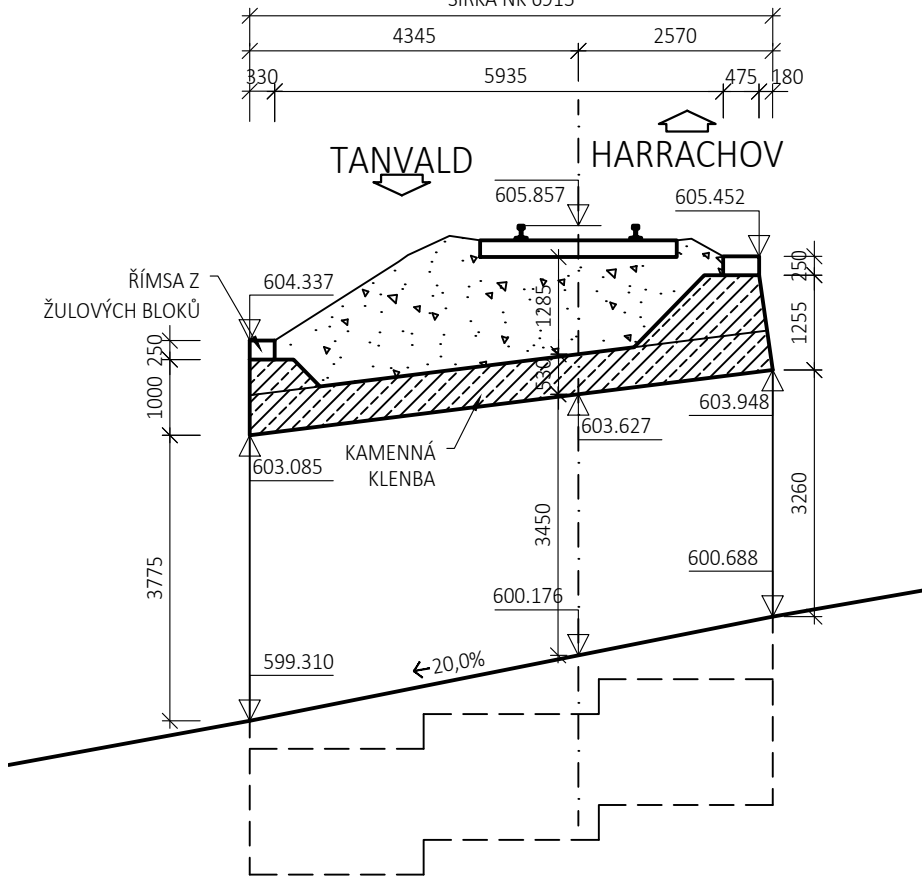 ŠÍŘKA NK 6915
4345 2570
330 5935 475 180
TANVALD HARRACHOV
605.857 605.452
ŘÍMSA Z
ŽULOVÝCH BLOKŮ
604.337
250
1000
3775
1285
530
3450
250
1255
3260
603.948
603.627
603.085
KAMENNÁ
KLENBA
600.688
600.176
599.310
20,0%